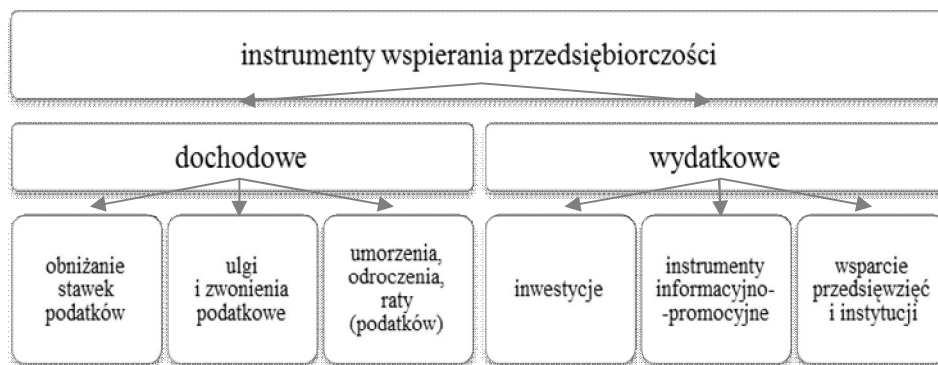 instrumenty wspierania przedsiębiorczości
dochodowe
wydatkowe
obniżanie
stawek
podatków
ulgi
i zwonienia
podatkowe
umorzenia,
odroczenia,
raty
(podatków)
inwestycje
instrumenty
informacyjno-
-promocyjne
wsparcie
przedsięwzięć
i instytucji